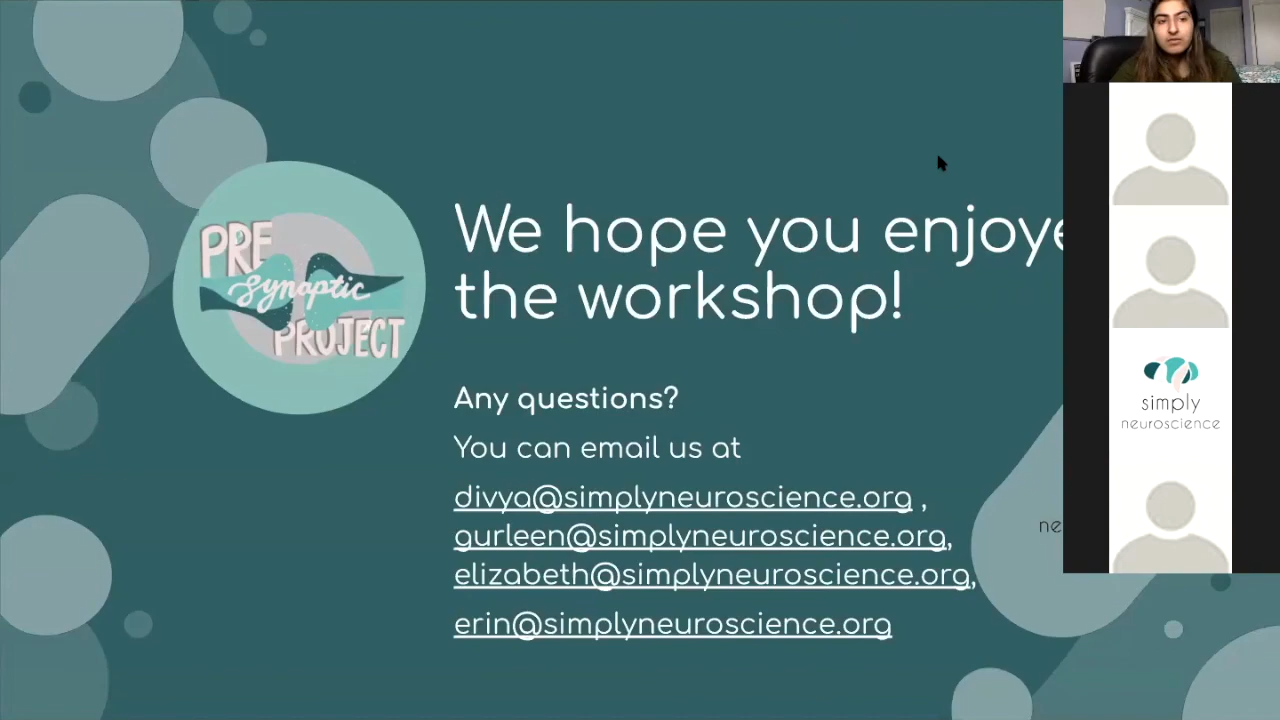 PRE
Synaptic
PROJECT
We hope you enjoye
the workshop!
Any questions?
You can email us at
divya@simplyneuroscience.org ,
gurleen@simplyneuroscience.org,
elizabeth@simplyneuroscience.org,
erin@simplyneuroscience.org
ne
simply
neuroscience